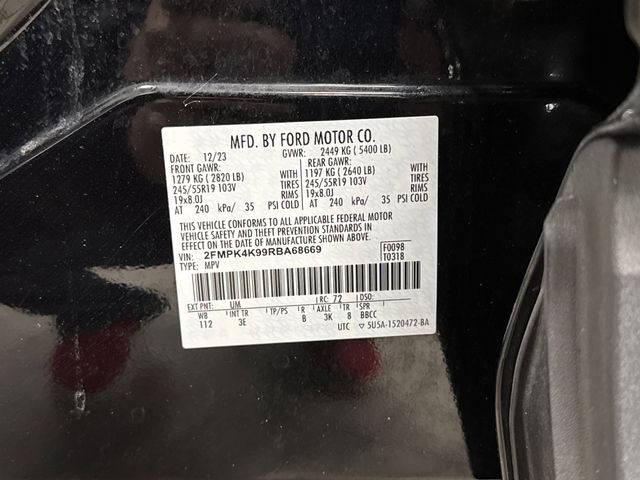 MFD. BY FORD MOTOR CO.
DATE: 12/23 GVWR: 2449 KG ( 5400 LB)
FRONT GAWR: REAR GAWR:
1279 KG ( 2820 LB) WITH 1197 KG ( 2640 LB) WITH
245/55R19 103V TIRES 245/55R19 103V TIRES
19x8.0J RIMS 19x8.0J RIMS
AT 240 kPa/ 35 PSI COLD AT 240 kPa/ 35 PSI COLD
THIS VEHICLE CONFORMS TO ALL APPLICABLE FEDERAL MOTOR
VEHICLE SAFETY AND THEFT PREVENTION STANDARDS IN
EFFECT ON THE DATE OF MANUFACTURE SHOWN ABOVE.
VIN: 2FMPK4K99RBA68669 F0098
TYPE: MPV T0318
EXT PNT: UM RC: 72 DSO:
WB INT TR TP/PS R AXLE TR SPR
112 3E B 3K 8 BBCC
UTC ▽ 5U5A-1520472-BA